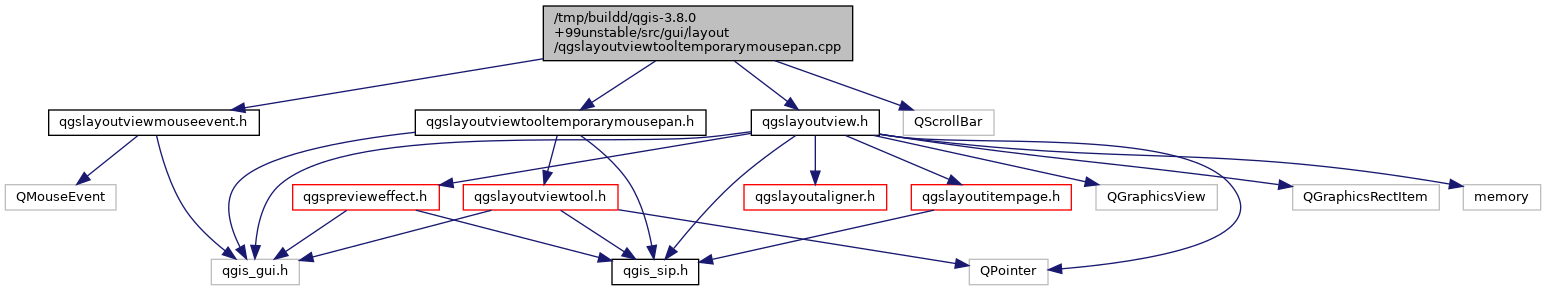 /tmp/buildd/qgis-3.8.0
+99unstable/src/gui/layout
/qgslayoutviewtooltemporarymousepan.cpp
qgslayoutviewmouseevent.h
qgslayoutviewtooltemporarymousepan.h
qgslayoutview.h
QScrollBar
QMouseEvent
qgsprevieweffect.h
qgslayoutviewtool.h
qgslayoutaligner.h
qgslayoutitempage.h
QGraphicsView
QGraphicsRectItem
memory
qgis_gui.h
qgis_sip.h
QPointer